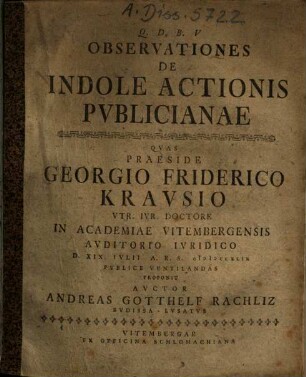 A. Diss. 5722
Q. D. B. V
OBSERVATIONES
DE
INDOLE ACTIONIS
PVBLICIANAE
QVAS
PRAESIDE
GEORGIO FRIDERICO
KRAVSIO
VTR. IVR. DOCTORE
IN ACADEMIAE VITEMBERGENSIS
AVDITORIO IVRIDICO
D. XIX. IVLII A. R. S.
PVBLICE VENTILANDAS
PROPONIT
AVCTOR
ANDREAS GOTTHELF RACHLIZ
BVDISSA-LVSATVS
VITEMBERGAE
EX OFFICINA SCHLOMACHIANA